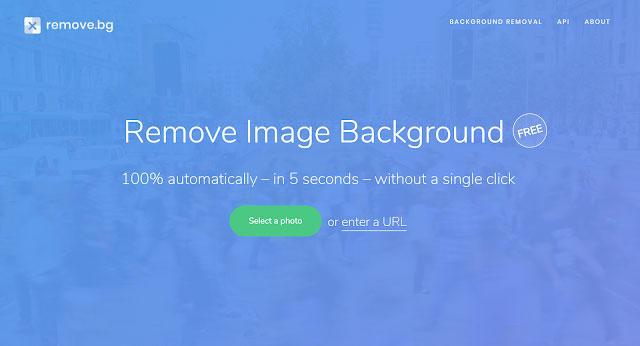 remove.bg
BACKGROUND REMOVAL API ABOUT
Remove Image Background FREE
100% automatically – in 5 seconds – without a single click
Select a photo or enter a URL